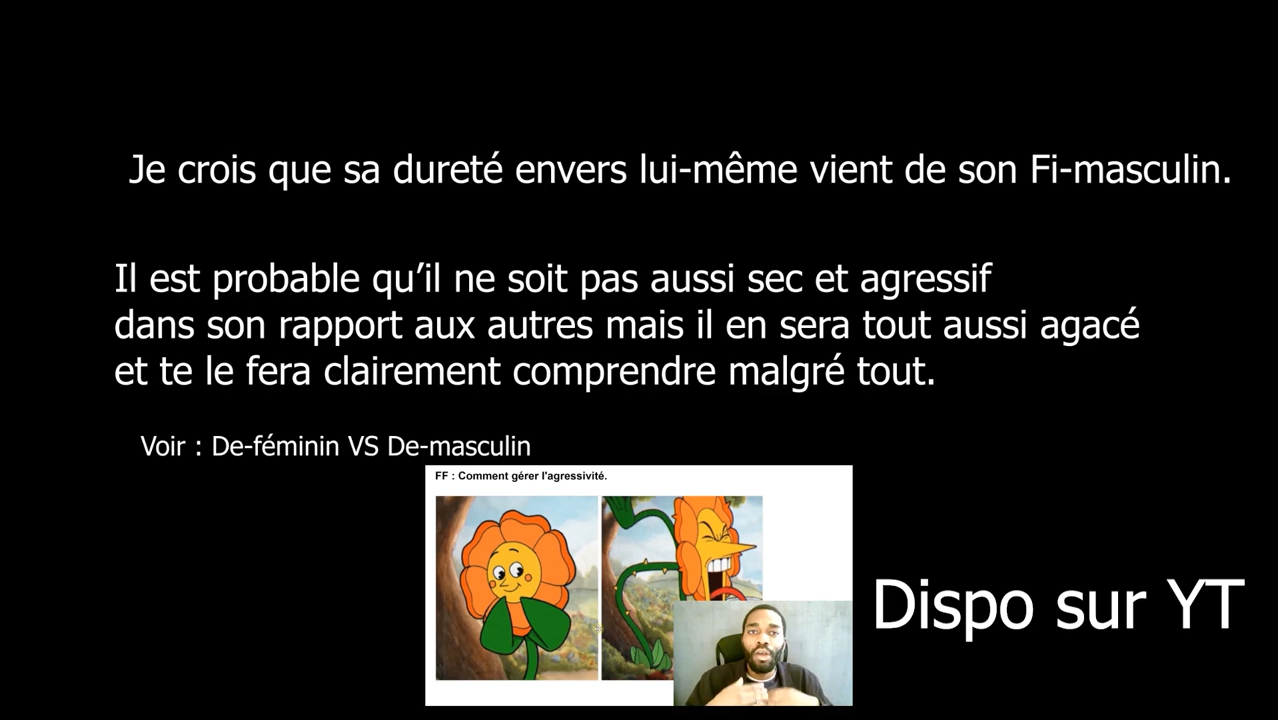 Je crois que sa dureté envers lui-même vient de son Fi-masculin.
Il est probable qu’il ne soit pas aussi sec et agressif
dans son rapport aux autres mais il en sera tout aussi agacé
et te le fera clairement comprendre malgré tout.
Voir : De-féminin VS De-masculin
FF : Comment gérer l'agressivité.
Dispo sur YT